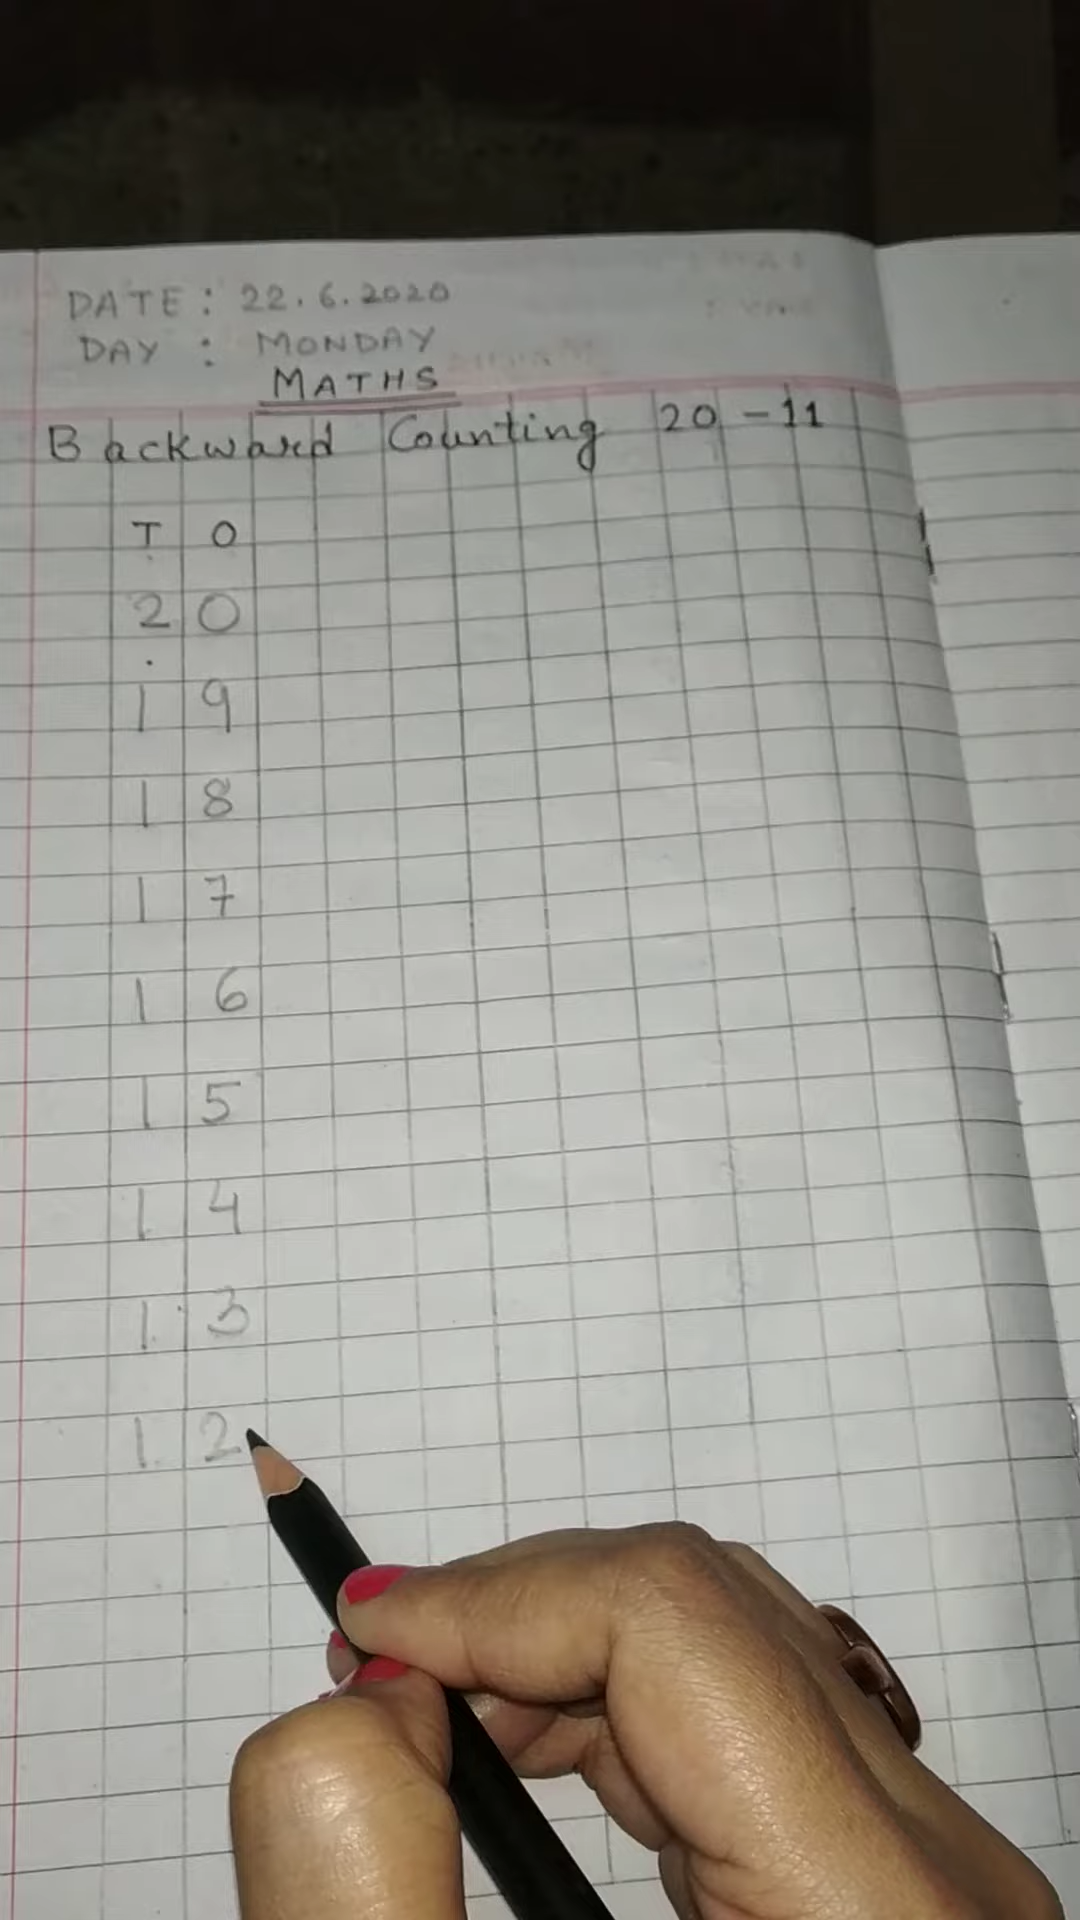 DATE: 22.6.2020
DAY : MONDAY
MATHS
Backward Counting 20-11
T O
2 0
1 9
1 8
1 7
1 6
1 5
1 4
1 3
1 2